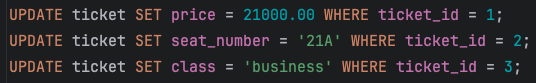 UPDATE ticket SET price = 21000.00 WHERE ticket_id = 1;
UPDATE ticket SET seat_number = '21A' WHERE ticket_id = 2;
UPDATE ticket SET class = 'business' WHERE ticket_id = 3;